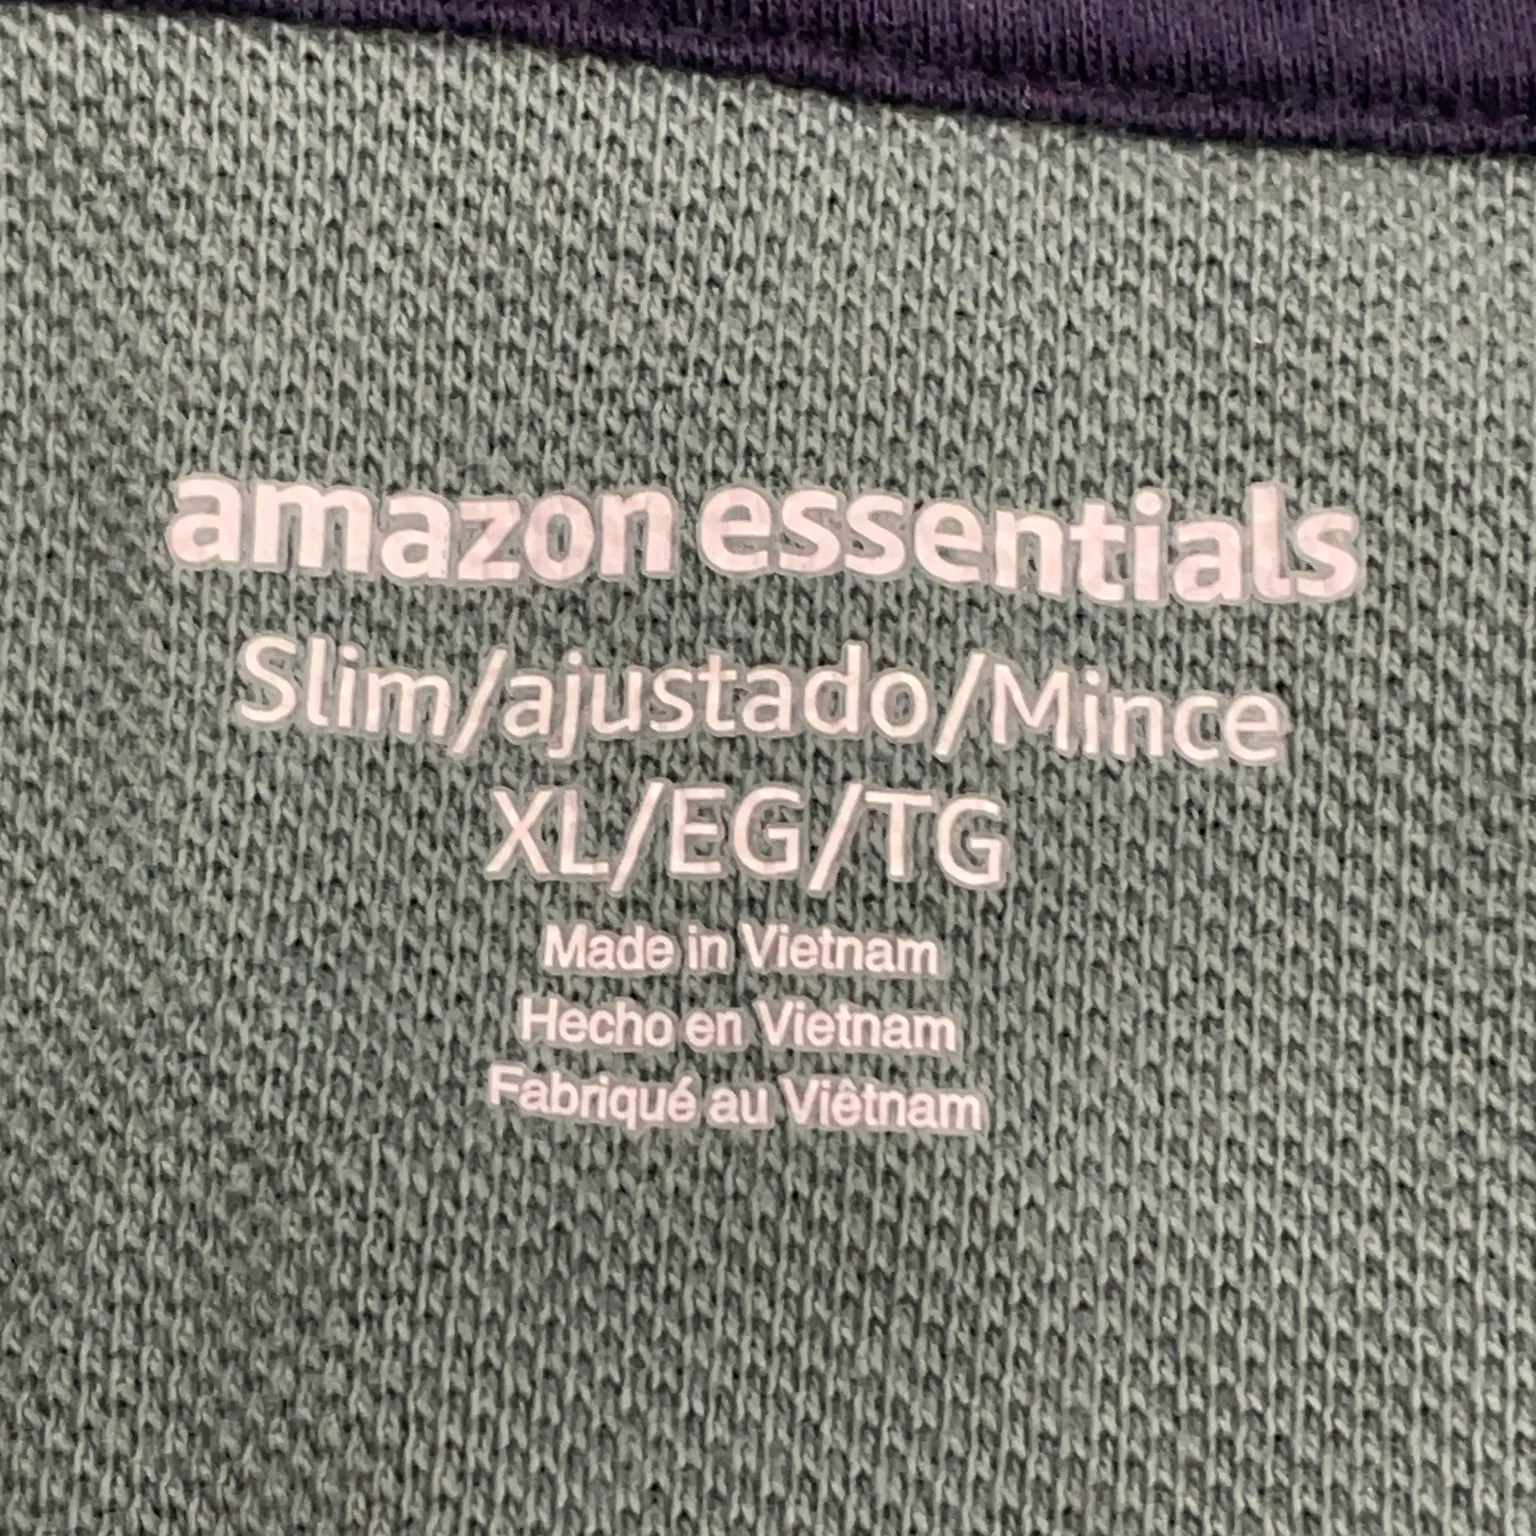 amazon essentials
Slim/ajustado/Mince
XL/EG/TG
Made in Vietnam
Hecho en Vietnam
Fabriqué au Viêtnam